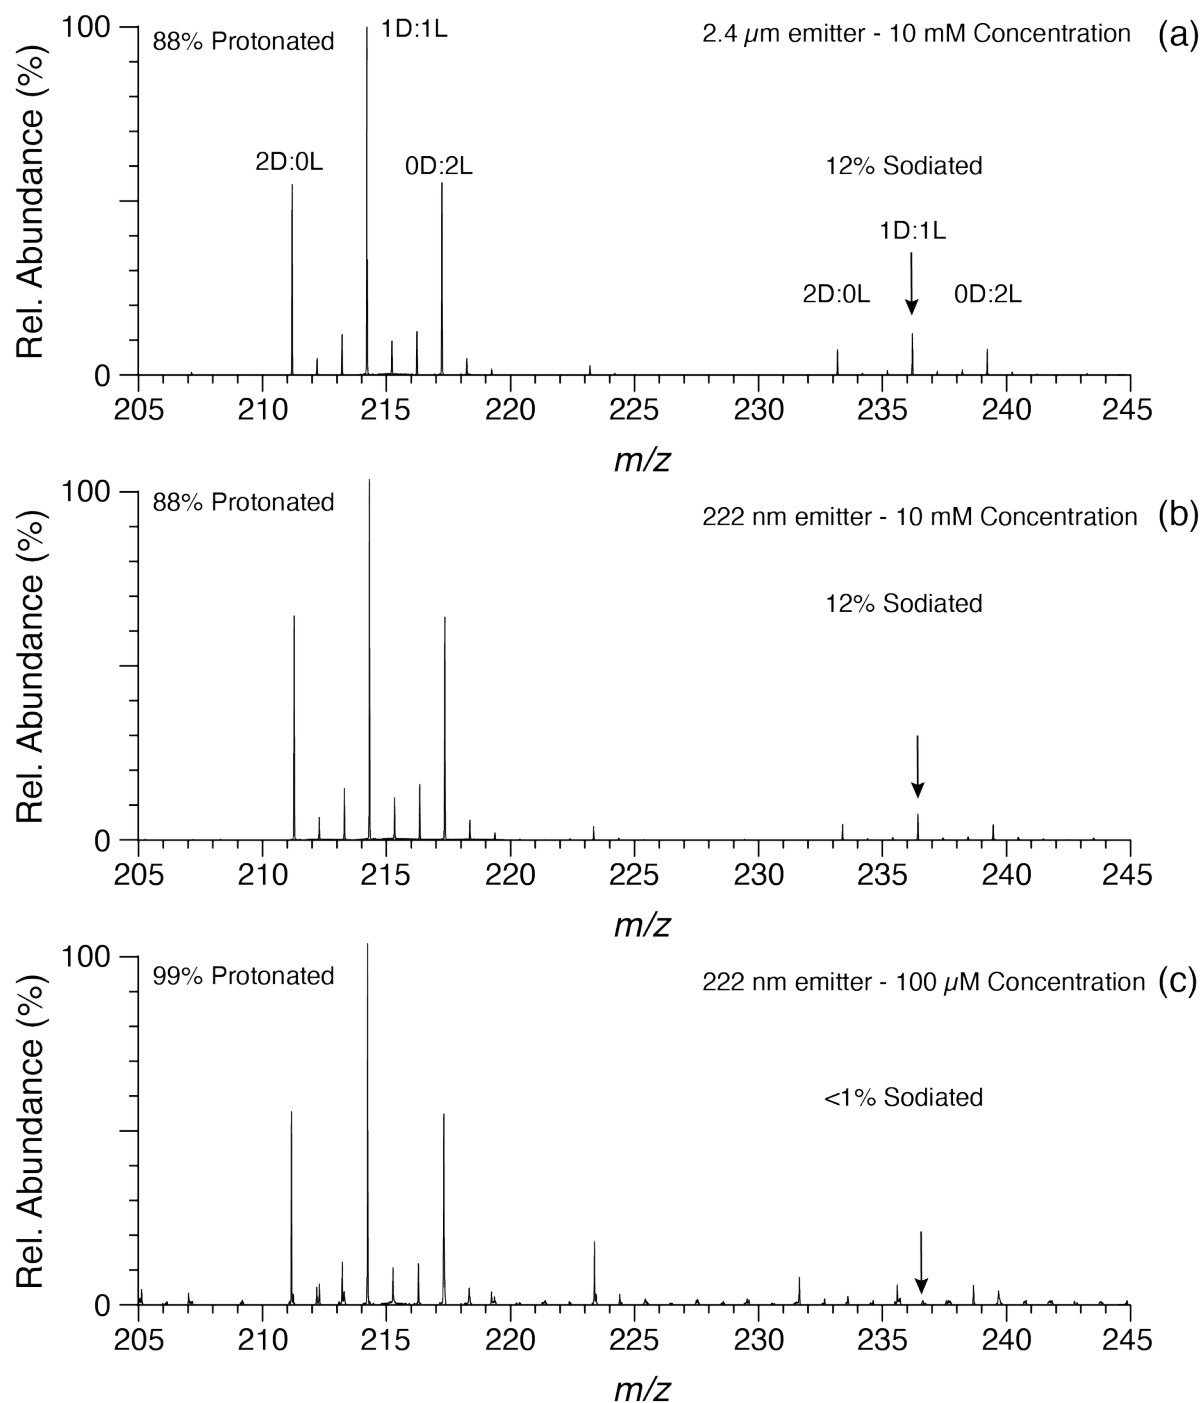 100
88% Protonated
1D:1L
2.4 µm emitter - 10 mM Concentration
(a)
2D:0L
0D:2L
12% Sodiated
1D:1L
2D:0L
0D:2L
Rel. Abundance (%)
0
205 210 215 220 225 230 235 240 245
m/z
100
88% Protonated
222 nm emitter - 10 mM Concentration
(b)
12% Sodiated
Rel. Abundance (%)
0
205 210 215 220 225 230 235 240 245
m/z
100
99% Protonated
222 nm emitter - 100 µM Concentration
(c)
<1% Sodiated
Rel. Abundance (%)
0
205 210 215 220 225 230 235 240 245
m/z